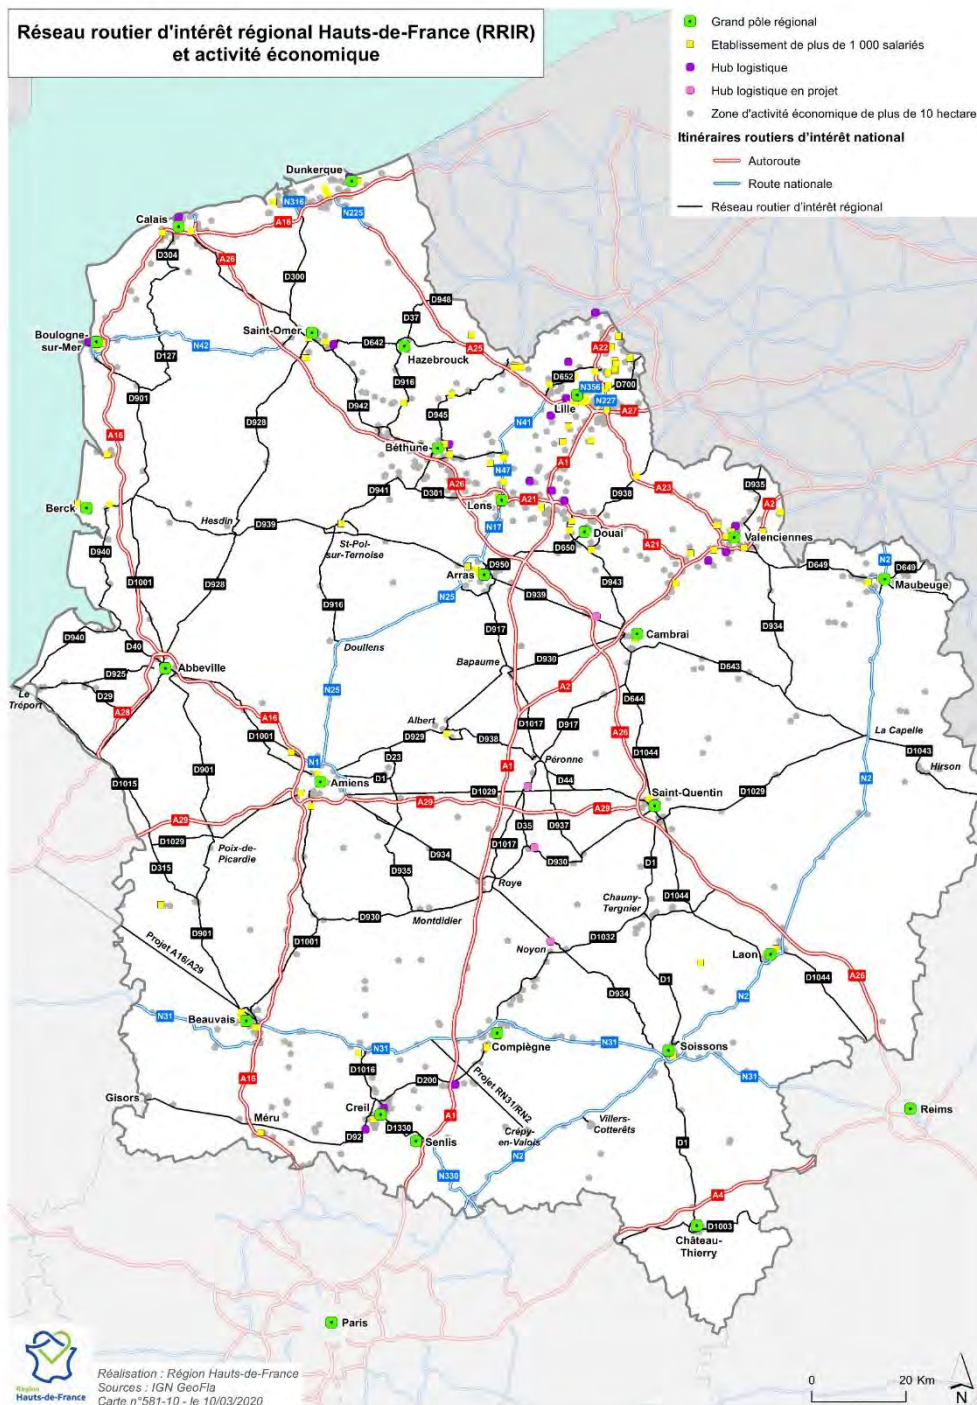 Réseau routier d'intérêt régional Hauts-de-France (RRIR)
et activité économique
Grand pôle régional
Etablissement de plus de 1 000 salariés
Hub logistique
Hub logistique en projet
Zone d'activité économique de plus de 10 hectare
Itinéraires routiers d'intérêt national
Autoroute
Route nationale
Réseau routier d'intérêt régional
Dunkerque
N316
N225
Calais
A16
D304
A26
D300
D948
Boulogne-
sur-Mer
N42
Saint-Omer
D37
D642
Hazebrouck
A25
A22
D127
D652
N356
D700
Lille
N227
A27
D901
D916
D942
D945
N41
D928
A16
Béthune
N47
A1
A26
D301
D941
Lens
A21
D938
A23
D935
A2
Berck
Hesdin
D939
St-Pol-
sur-Ternoise
N17
Douai
Valenciennes
D650
A21
D940
D1001
D928
D916
Arras
D950
N25
D939
D943
D649
N2
D649
Maubeuge
D917
D934
D940
D40
Doullens
Bapaume
D930
Cambrai
D643
Abbeville
D925
D29
Le
Tréport
A28
N25
A2
D644
A16
D1001
Albert
D929
D938
D1017
D917
A26
La Capelle
D1043
Hirson
D23
N1
D1
Amiens
A1
Péronne
D1044
D44
D901
D1015
D1029
Saint-Quentin
D1029
N2
A29
A29
A29
D35
D937
D1029
Poix-de-
Picardie
D315
D934
D1017
D930
D1
D935
D1044
Roye
Chauny-
Tergnier
Montdidier
D930
D901
D1001
Noyon
D1032
Projet A16/A29
Laon
D1044
A26
D934
D1
N2
Beauvais
N31
N31
Compiègne
N31
Soissons
N31
D1016
D200
Projet RN31/RN2
A16
Gisors
Creil
Méru
D92
D1330
A1
Senlis
Crépy-
en-Valois
Villers-
Cotterêts
Reims
N2
N330
D1
A4
D1003
Château-
Thierry
Paris
Région
Hauts-de-France
Réalisation : Région Hauts-de-France
Sources : IGN GeoFla
Carte n°581-10 - le 10/03/2020
0 20 Km
N